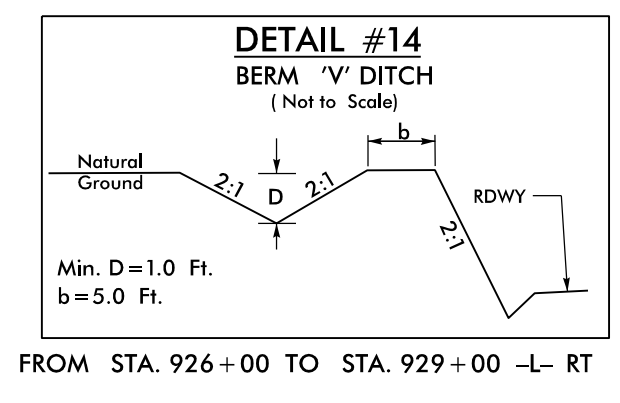 DETAIL #14
BERM 'V' DITCH
( Not to Scale)
b
Natural
Ground
2:1
D
2:1
RDWY
2:1
Min. D=1.0 Ft.
b=5.0 Ft.
FROM STA. 926+00 TO STA. 929+00 -L- RT